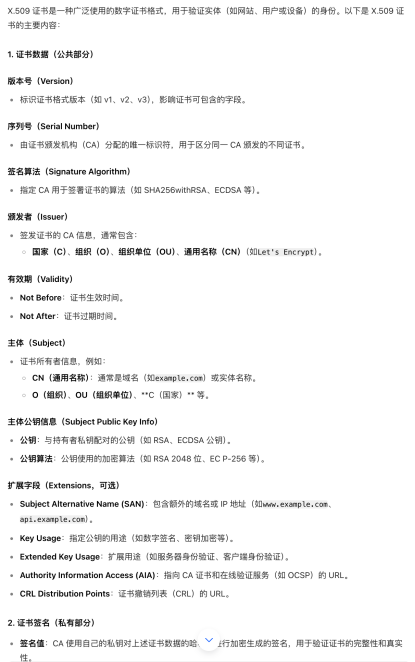 X.509 证书是一种广泛使用的数字证书格式，用于验证实体（如网站、用户或设备）的身份。以下是 X.509 证
书的主要内容：
1. 证书数据（公共部分）
版本号（Version）
标识证书格式版本（如 v1、v2、v3），影响证书可包含的字段。
序列号（Serial Number）
由证书颁发机构（CA）分配的唯一标识符，用于区分同一 CA 颁发的不同证书。
签名算法（Signature Algorithm）
指定 CA 用于签署证书的算法（如 SHA256withRSA、ECDSA 等）。
颁发者（Issuer）
签发证书的 CA 信息，通常包含：
国家（C）、组织（O）、组织单位（OU）、通用名称（CN）（如Let's Encrypt）。
有效期（Validity）
Not Before：证书生效时间。
Not After：证书过期时间。
主体（Subject）
证书所有者信息，例如：
CN（通用名称）：通常是域名（如example.com）或实体名称。
O（组织）、OU（组织单位）、**C（国家）** 等。
主体公钥信息（Subject Public Key Info）
公钥：与持有者私钥配对的公钥（如 RSA、ECDSA 公钥）。
公钥算法：公钥使用的加密算法（如 RSA 2048 位、EC P-256 等）。
扩展字段（Extensions，可选）
Subject Alternative Name (SAN)：包含额外的域名或 IP 地址（如www.example.com、
api.example.com）。
Key Usage：指定公钥的用途（如数字签名、密钥加密等）。
Extended Key Usage：扩展用途（如服务器身份验证、客户端身份验证）。
Authority Information Access (AIA)：指向 CA 证书和在线验证服务（如 OCSP）的 URL。
CRL Distribution Points：证书撤销列表（CRL）的 URL。
2. 证书签名（私有部分）
签名值：CA 使用自己的私钥对上述证书数据的哈 行加密生成的签名，用于验证证书的完整性和真实
性。